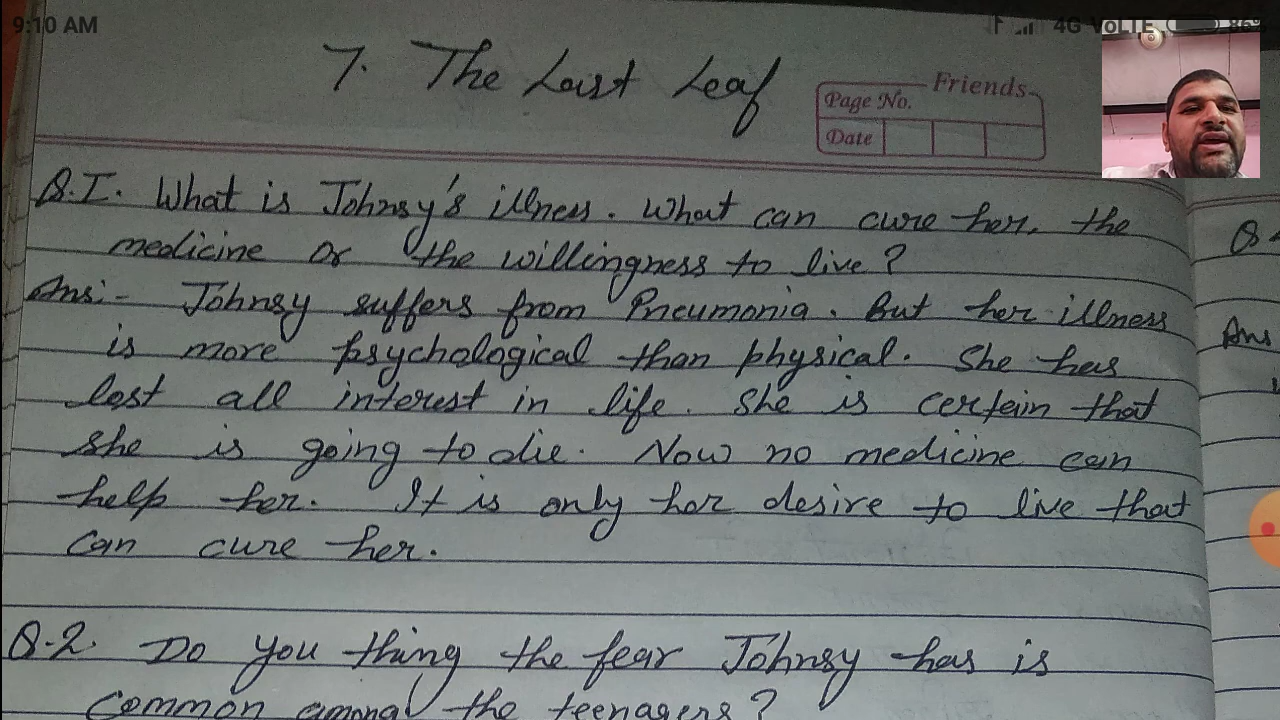 9:10 AM
4G VoLTE 86%
7. The Last Leaf
Friends
Page No.
Date
Q.I. What is Johnsy's illness. What can cure her, the
medicine or the willingness to live?
Ans:- Johnsy suffers from Pneumonia. But her illness
is more psychological than physical. She has
lost all interest in life. She is certain that
she is going to die. Now no medicine can
help her. It is only her desire to live that
can cure her.
Q.2. Do you thing the fear Johnsy has is
common among the teenagers?
Q
Ans